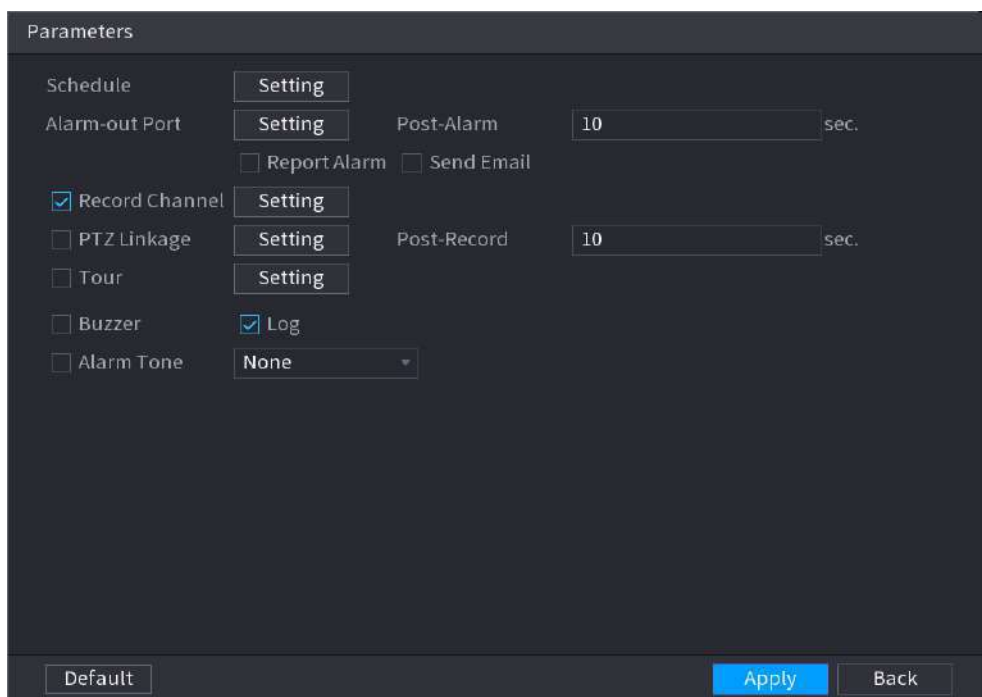 Parameters
Schedule Setting
Alarm-out Port Setting Post-Alarm 10 sec.
Report Alarm Send Email
Record Channel Setting
PTZ Linkage Setting Post-Record 10 sec.
Tour Setting
Buzzer Log
Alarm Tone None
Default Apply Back